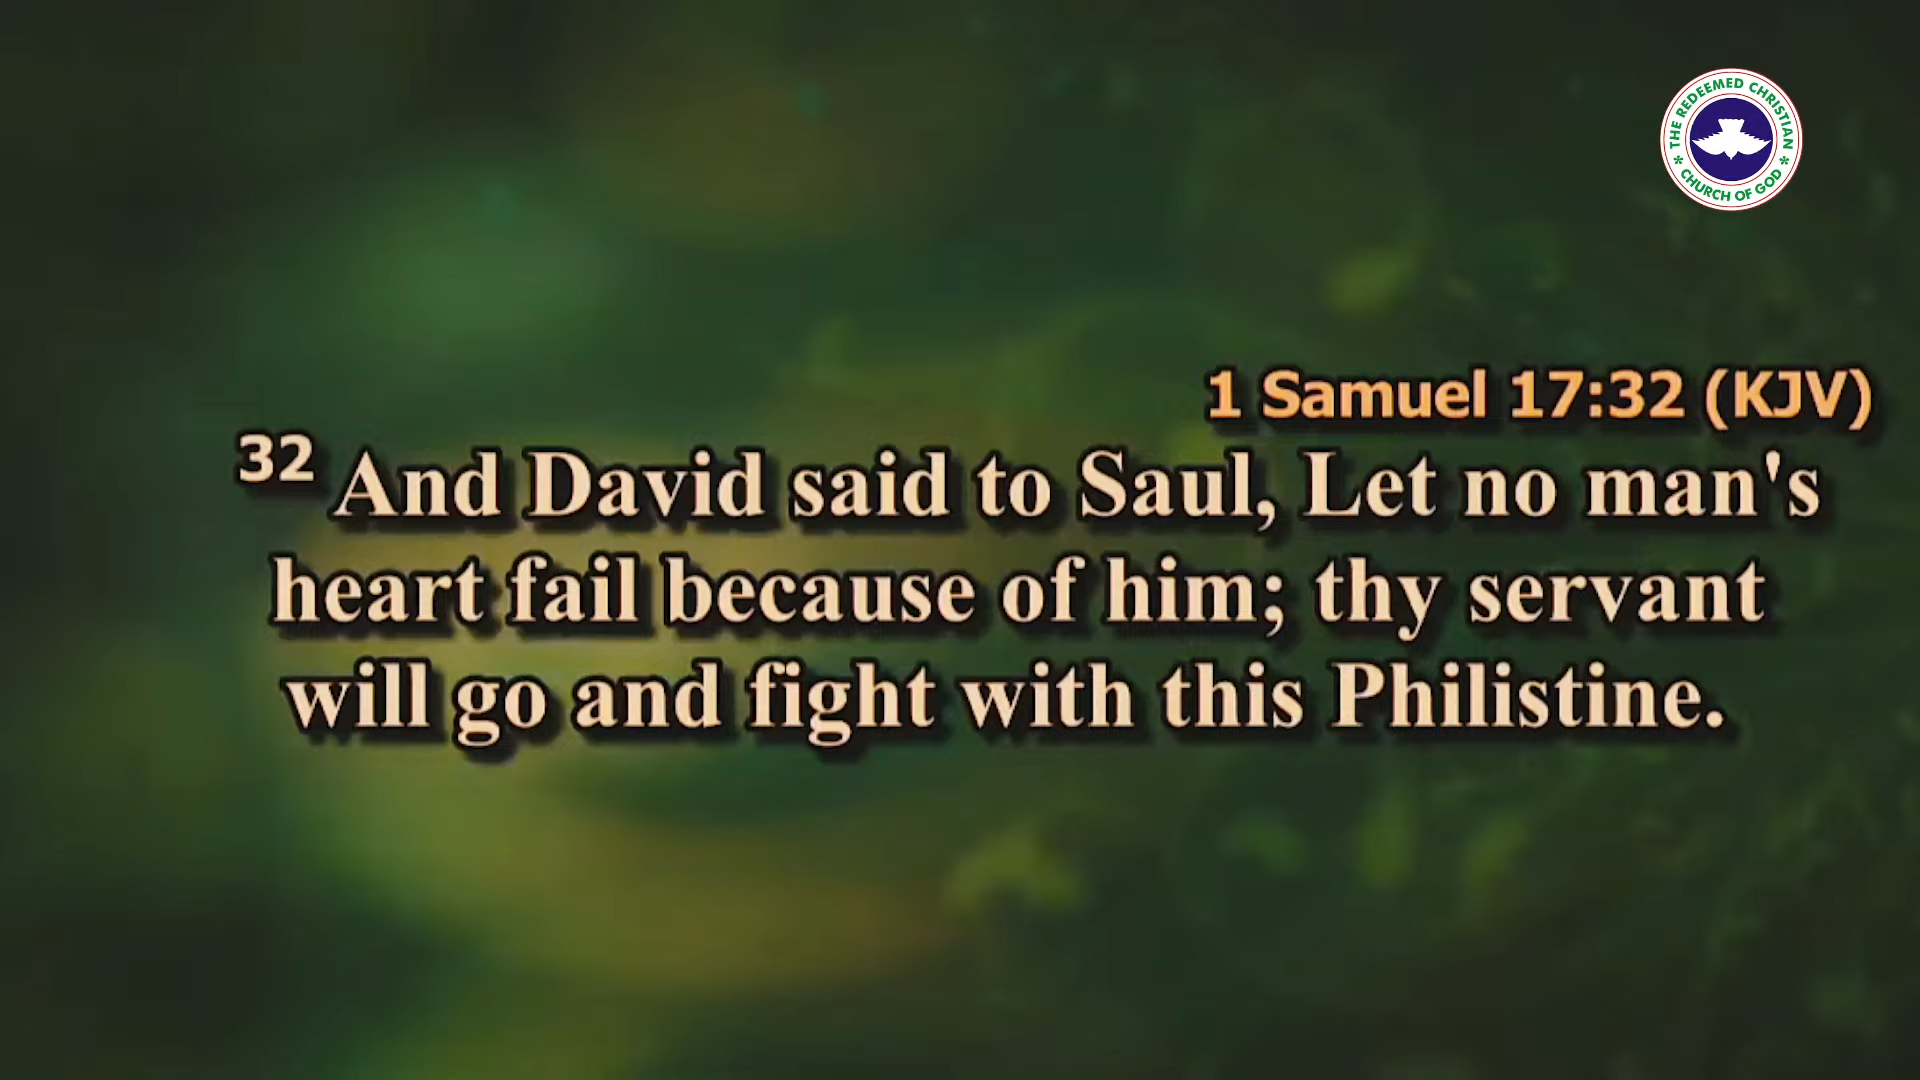 THE REDEEMED CHRISTIAN
CHURCH OF GOD
1 Samuel 17:32 (KJV)
32 And David said to Saul, Let no man's
heart fail because of him; thy servant
will go and fight with this Philistine.